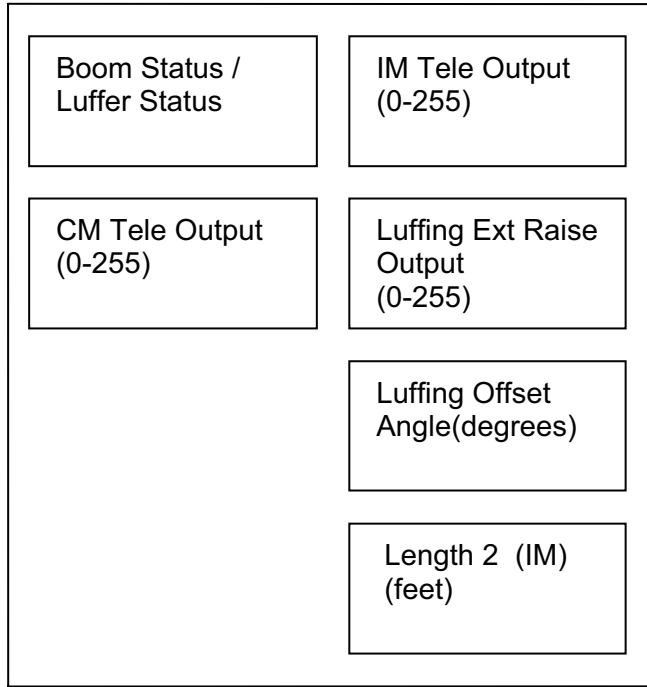 Boom Status /
Luffer Status
IM Tele Output
(0-255)
CM Tele Output
(0-255)
Luffing Ext Raise
Output
(0-255)
Luffing Offset
Angle(degrees)
Length 2  (IM)
(feet)